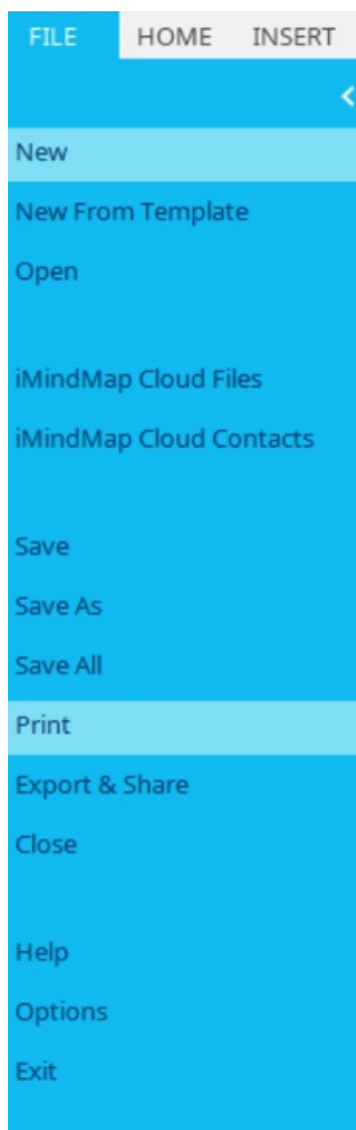 FILE HOME INSERT
New
New From Template
Open
iMindMap Cloud Files
iMindMap Cloud Contacts
Save
Save As
Save All
Print
Export & Share
Close
Help
Options
Exit